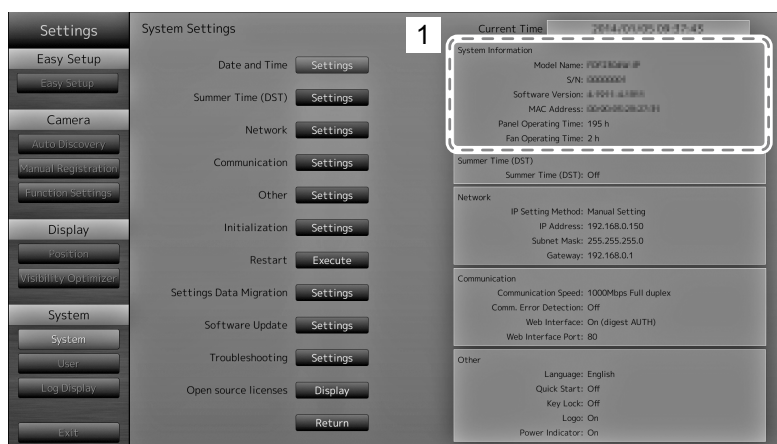 Settings
Easy Setup
Easy Setup
Camera
Auto Discovery
Manual Registration
Function Settings
Display
Position
Visibility Optimizer
System
System
User
Log Display
Exit
System Settings
Date and Time Settings
Summer Time (DST) Settings
Network Settings
Communication Settings
Other Settings
Initialization Settings
Restart Execute
Settings Data Migration Settings
Software Update Settings
Troubleshooting Settings
Open source licenses Display
Return
1
Current Time
System Information
Model Name:
S/N:
Software Version:
MAC Address:
Panel Operating Time: 195 h
Fan Operating Time: 2 h
Summer Time (DST)
Summer Time (DST): Off
Network
IP Setting Method: Manual Setting
IP Address: 192.168.0.150
Subnet Mask: 255.255.255.0
Gateway: 192.168.0.1
Communication
Communication Speed: 1000Mbps Full duplex
Comm. Error Detection: Off
Web Interface: On (digest AUTH)
Web Interface Port: 80
Other
Language: English
Quick Start: Off
Key Lock: Off
Logo: On
Power Indicator: On